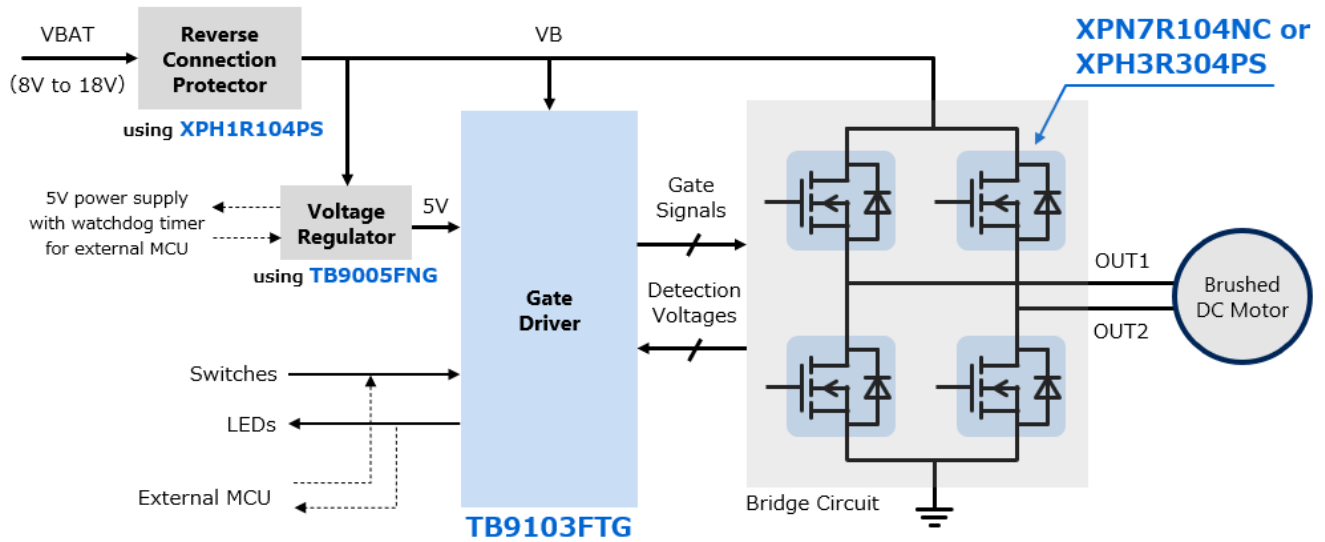 VBAT
(8V to 18V)
Reverse
Connection
Protector
using XPH1R104PS
VB
XPN7R104NC or
XPH3R304PS
5V power supply
with watchdog timer
for external MCU
Voltage
Regulator
using TB9005FNG
5V
Gate
Driver
TB9103FTG
Gate
Signals
Detection
Voltages
OUT1
OUT2
Brushed
DC Motor
Switches
LEDs
External MCU
Bridge Circuit